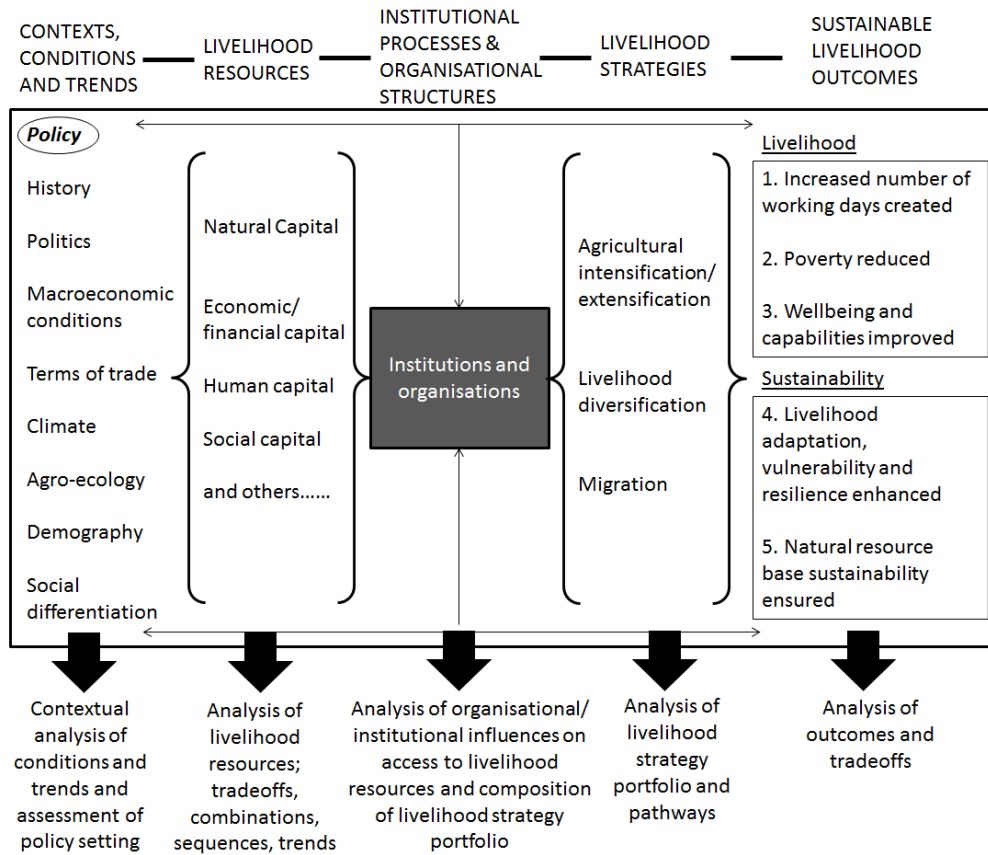 CONTEXTS,
CONDITIONS
AND TRENDS
LIVELIHOOD
RESOURCES
INSTITUTIONAL
PROCESSES &
ORGANISATIONAL
STRUCTURES
LIVELIHOOD
STRATEGIES
SUSTAINABLE
LIVELIHOOD
OUTCOMES
Policy
History
Politics
Macroeconomic
conditions
Terms of trade
Climate
Agro-ecology
Demography
Social
differentiation
Natural Capital
Economic/
financial capital
Human capital
Social capital
and others......
Institutions and
organisations
Agricultural
intensification/
extensification
Livelihood
diversification
Migration
Livelihood
1. Increased number of
working days created
2. Poverty reduced
3. Wellbeing and
capabilities improved
Sustainability
4. Livelihood
adaptation,
vulnerability and
resilience enhanced
5. Natural resource
base sustainability
ensured
Contextual
analysis of
conditions and
trends and
assessment of
policy setting
Analysis of
livelihood
resources;
tradeoffs,
combinations,
sequences, trends
Analysis of organisational/
institutional influences on
access to livelihood
resources and composition
of livelihood strategy
portfolio
Analysis of
livelihood
strategy
portfolio and
pathways
Analysis of
outcomes and
tradeoffs